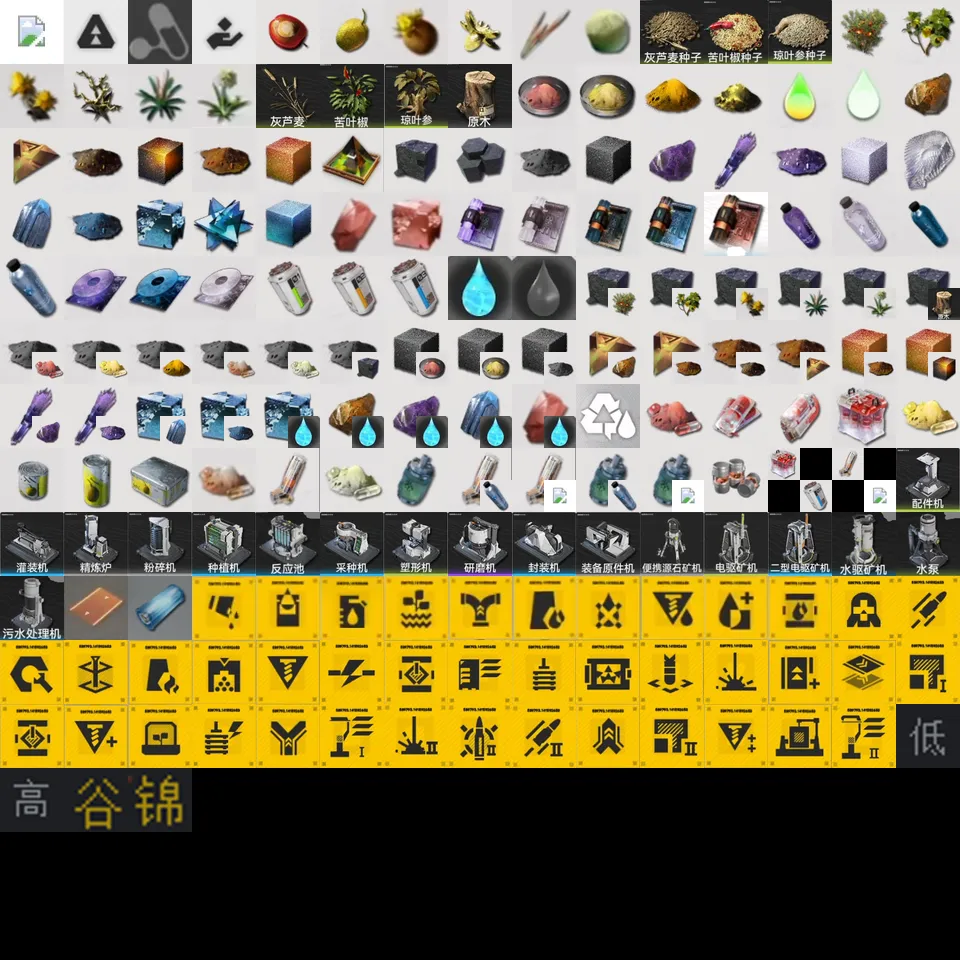 灰芦麦种子 苦叶椒种子 琼叶参种子
灰芦麦 苦叶椒 琼叶参 原木
原木
配件机
灌装机 精炼炉 粉碎机 种植机 反应池 采种机 塑形机 研磨机 封装机 装备原件机 便携源石矿机 电驱矿机 二型电驱矿机 水驱矿机 水泵
污水处理机
I
I II II II II 低
高 谷 锦